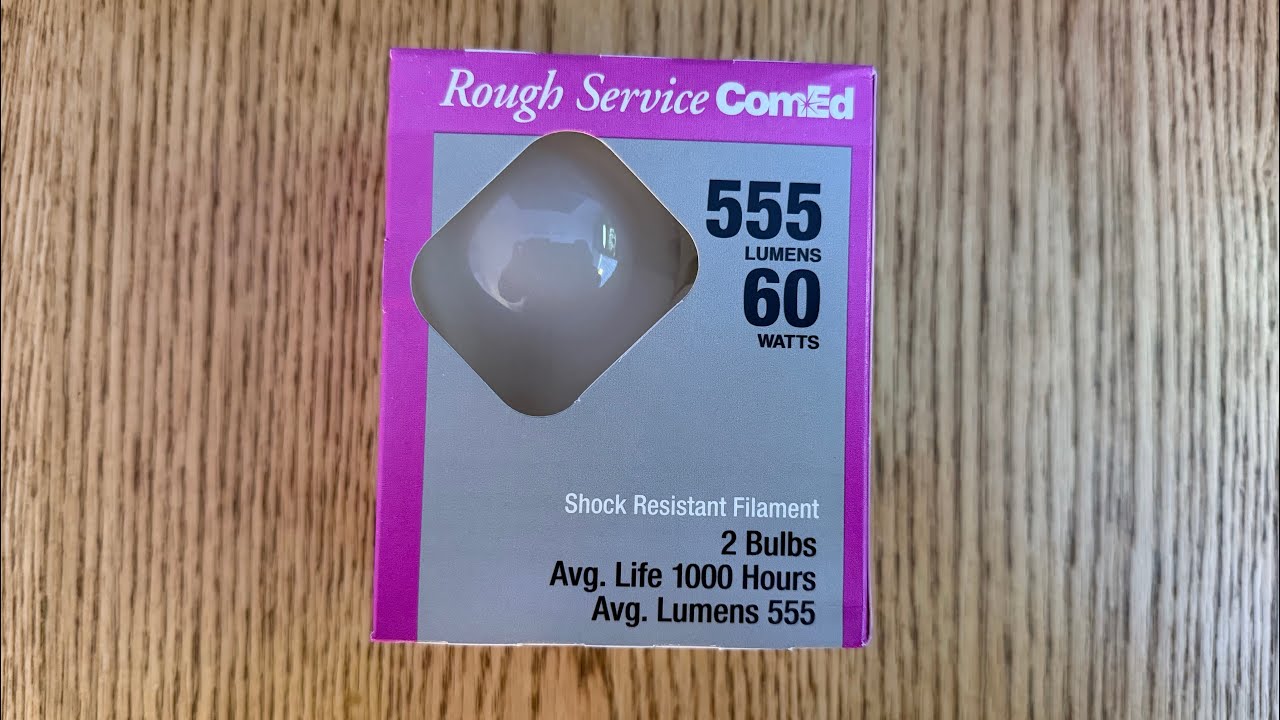 Rough Service ComEd
555
LUMENS
60
WATTS
Shock Resistant Filament
2 Bulbs
Avg. Life 1000 Hours
Avg. Lumens 555